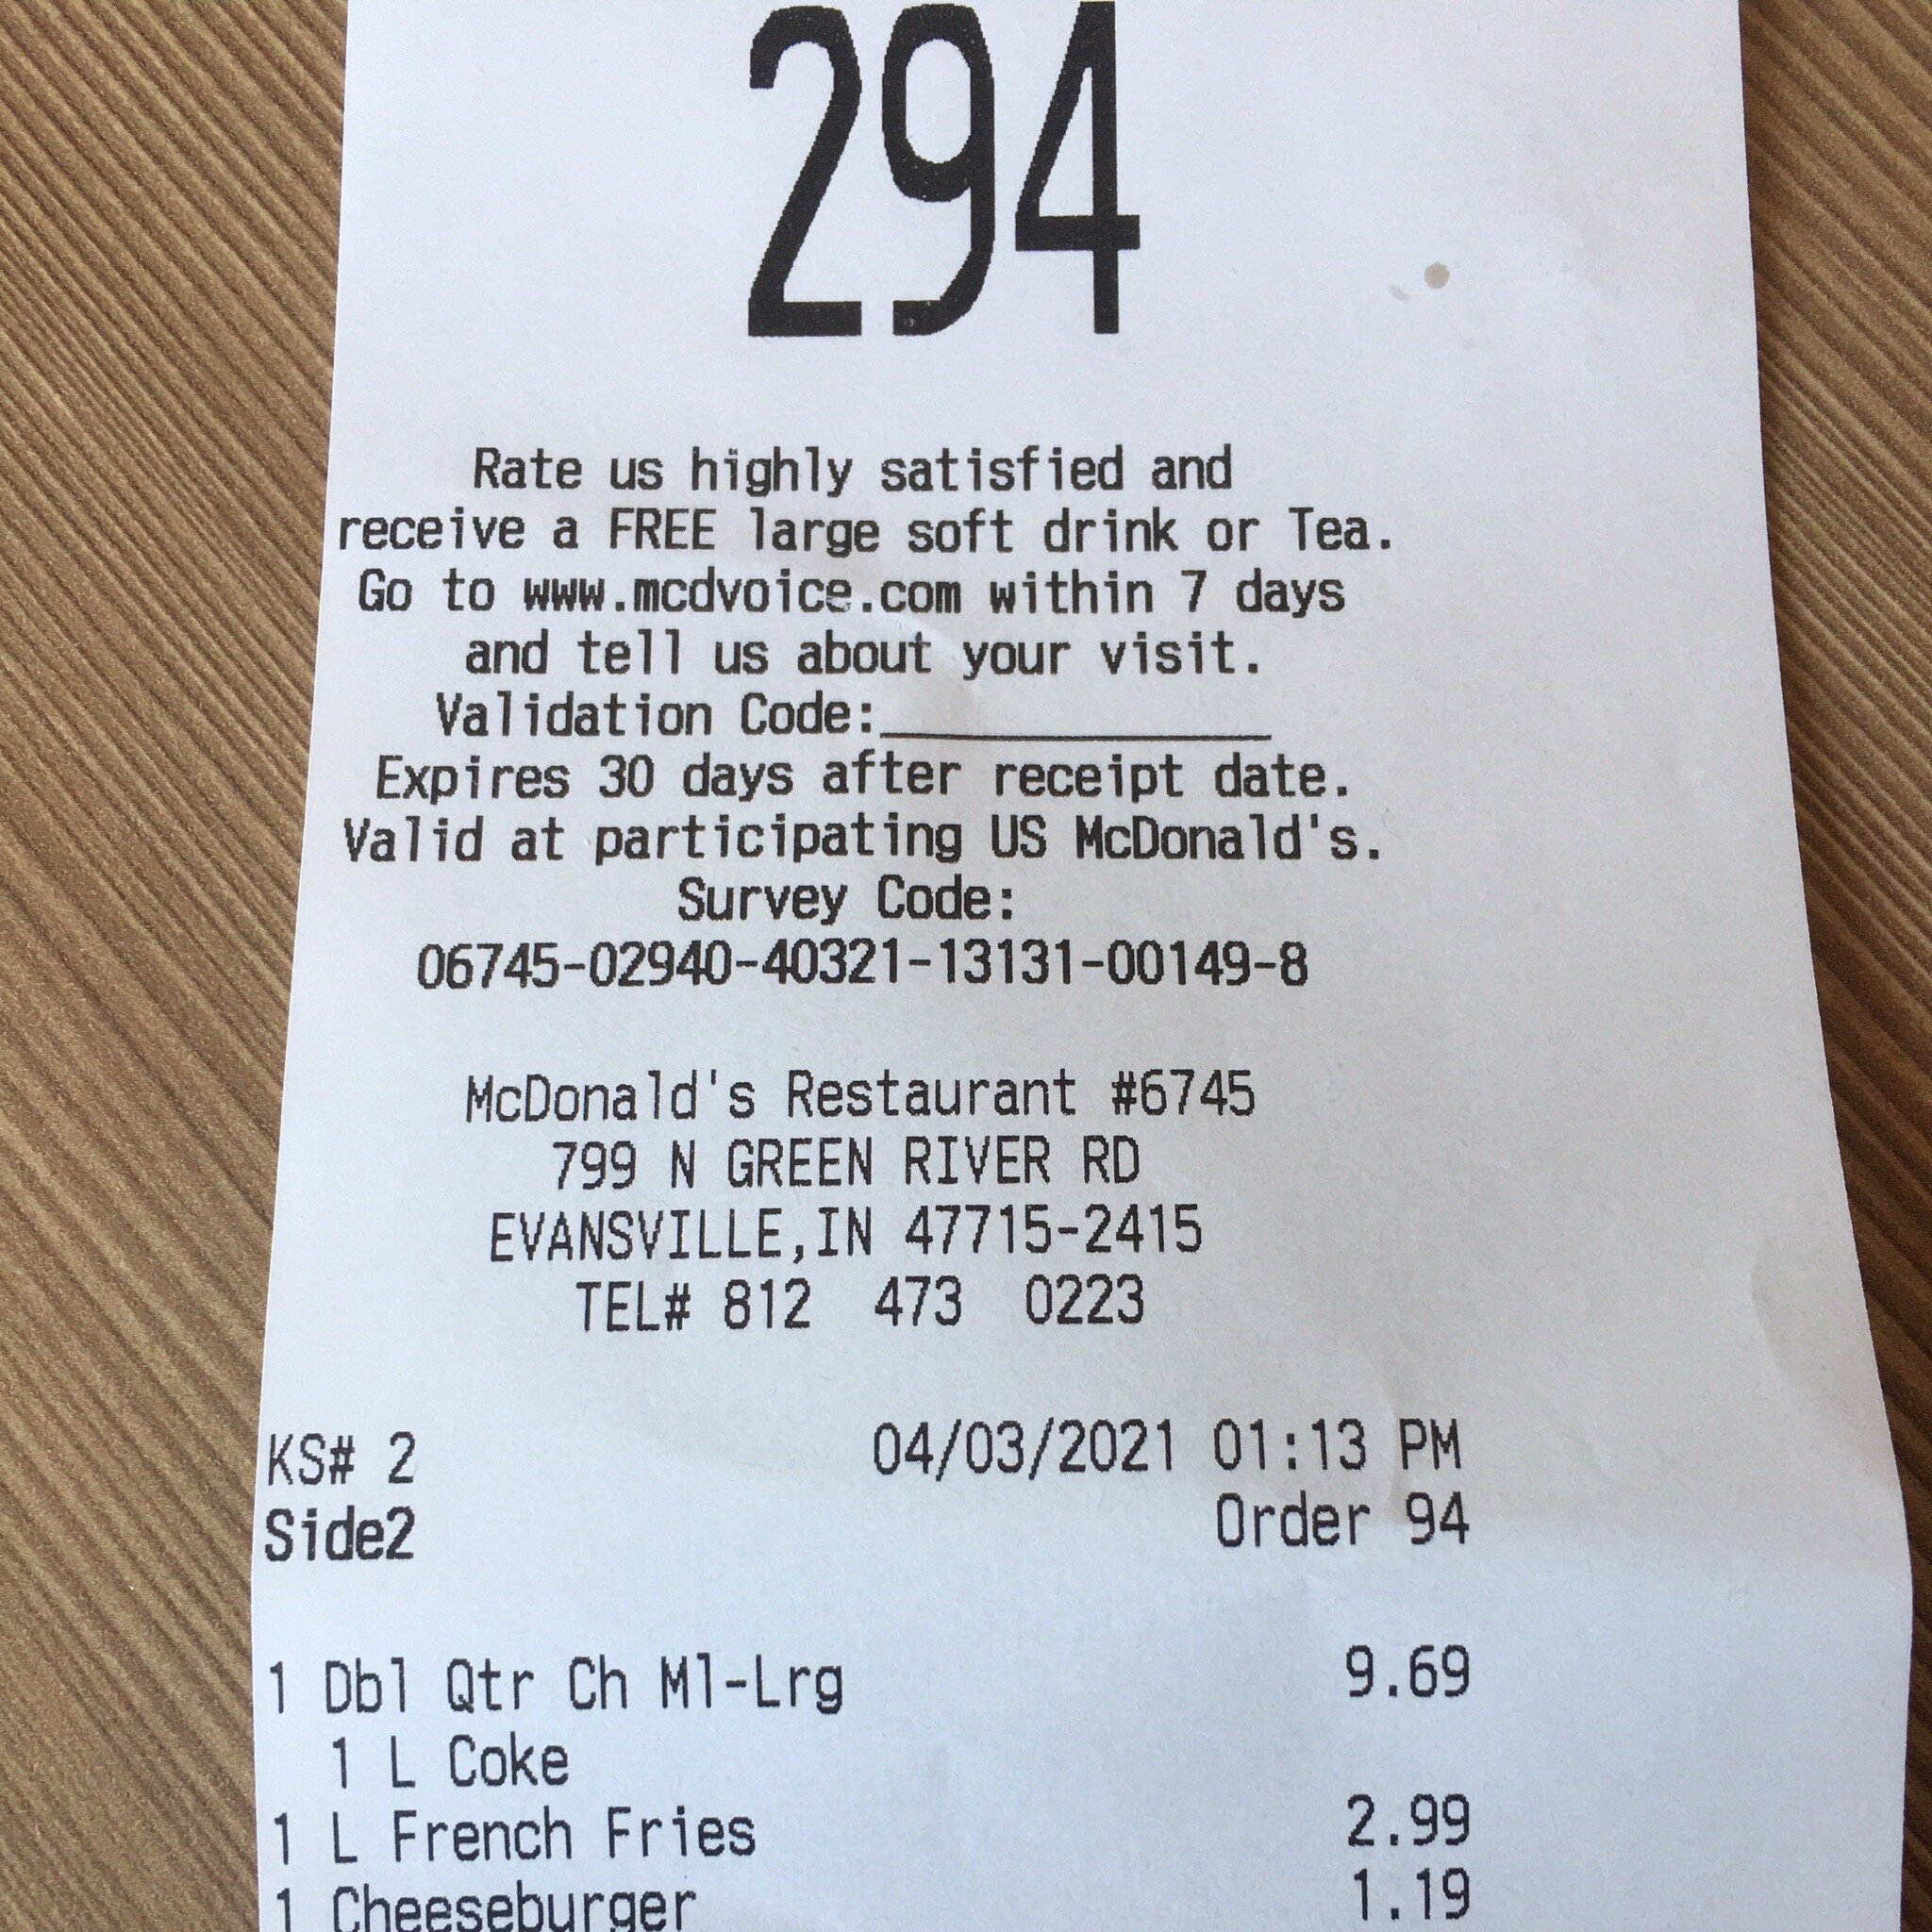 294
Rate us highly satisfied and
receive a FREE large soft drink or Tea.
Go to www.mcdvoice.com within 7 days
and tell us about your visit.
Validation Code:______________
Expires 30 days after receipt date.
Valid at participating US McDonald's.
Survey Code:
06745-02940-40321-13131-00149-8
McDonald's Restaurant #6745
799 N GREEN RIVER RD
EVANSVILLE,IN 47715-2415
TEL# 812 473 0223
KS# 2 04/03/2021 01:13 PM
Side2 Order 94
1 Dbl Qtr Ch Ml-Lrg 9.69
1 L Coke
1 L French Fries 2.99
1 Cheeseburger 1.19